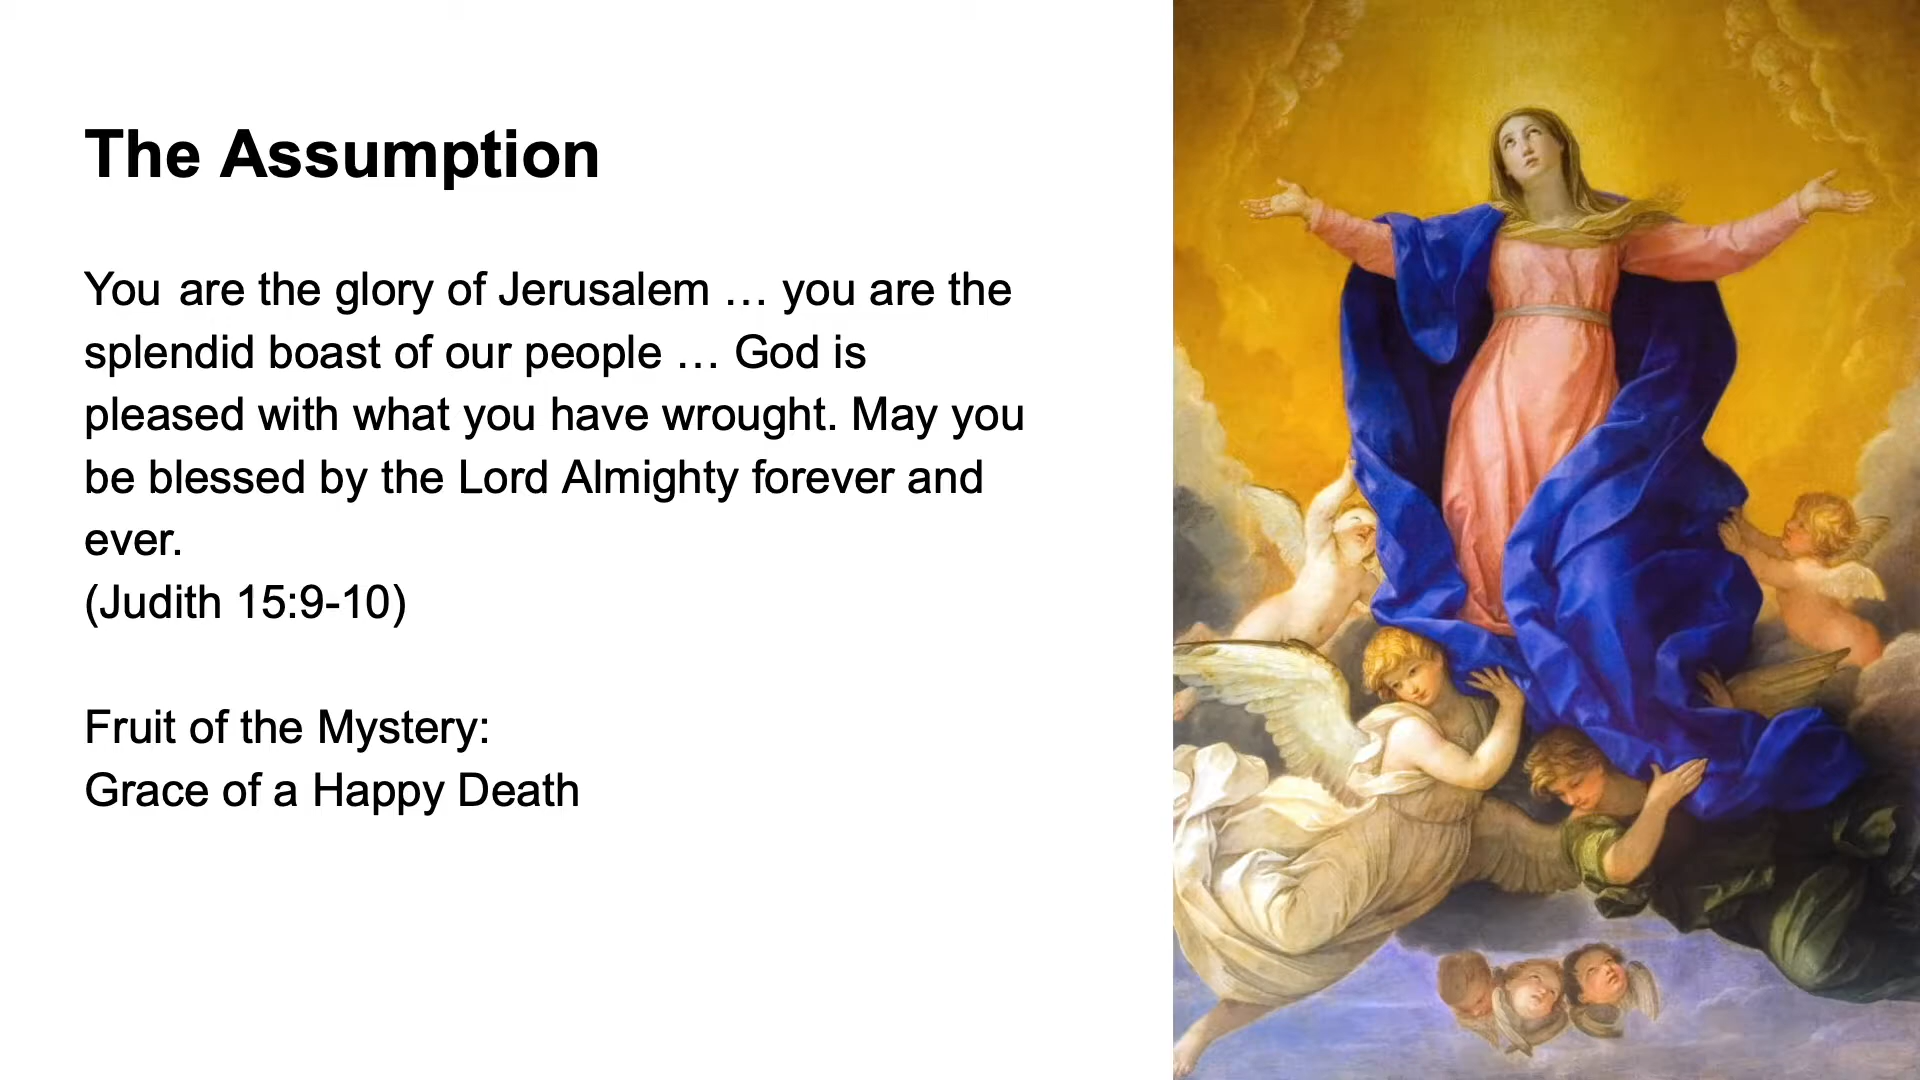 The Assumption
You are the glory of Jerusalem … you are the
splendid boast of our people … God is
pleased with what you have wrought. May you
be blessed by the Lord Almighty forever and
ever.
(Judith 15:9-10)
Fruit of the Mystery:
Grace of a Happy Death